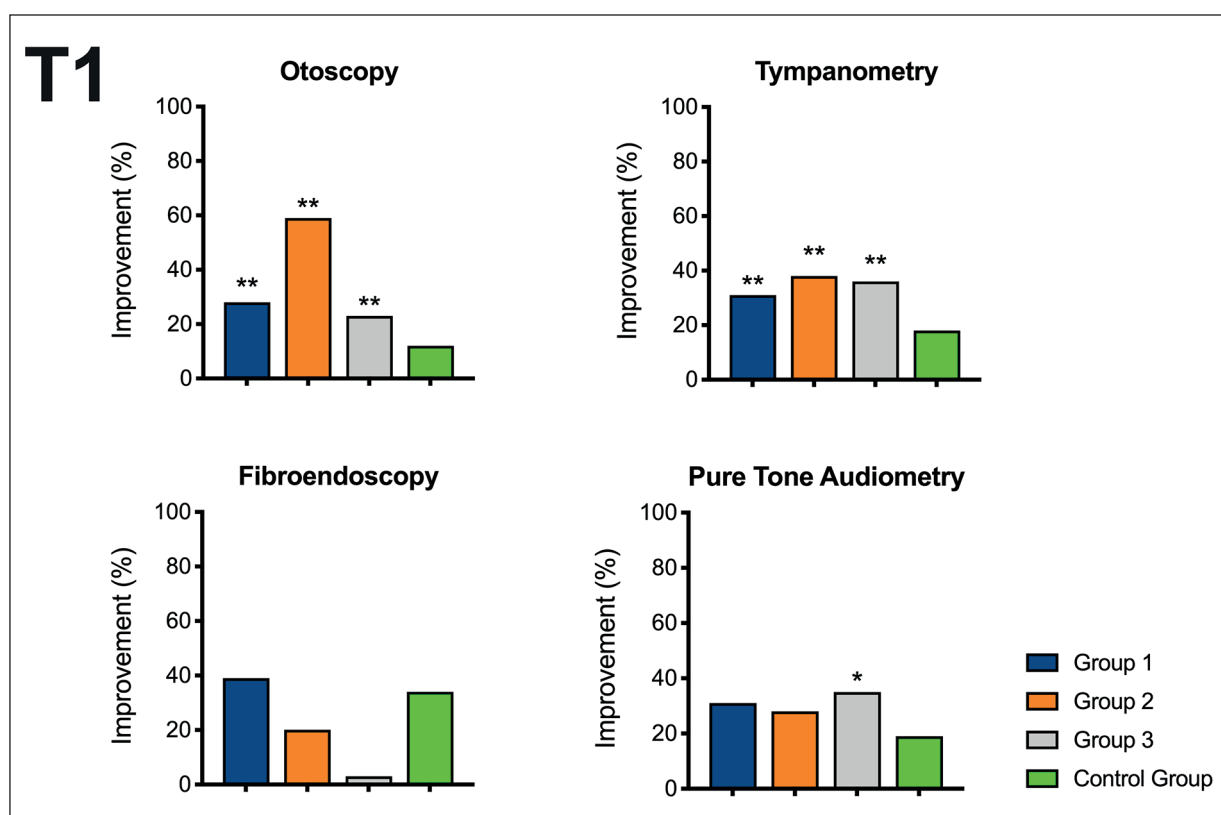 T1
Otoscopy
Improvement (%)
100
80
60
40
20
0
**
**
**
Tympanometry
Improvement (%)
100
80
60
40
20
0
**
**
**
Fibroendoscopy
Improvement (%)
100
80
60
40
20
0
Pure Tone Audiometry
Improvement (%)
100
80
60
40
20
0
*
Group 1
Group 2
Group 3
Control Group